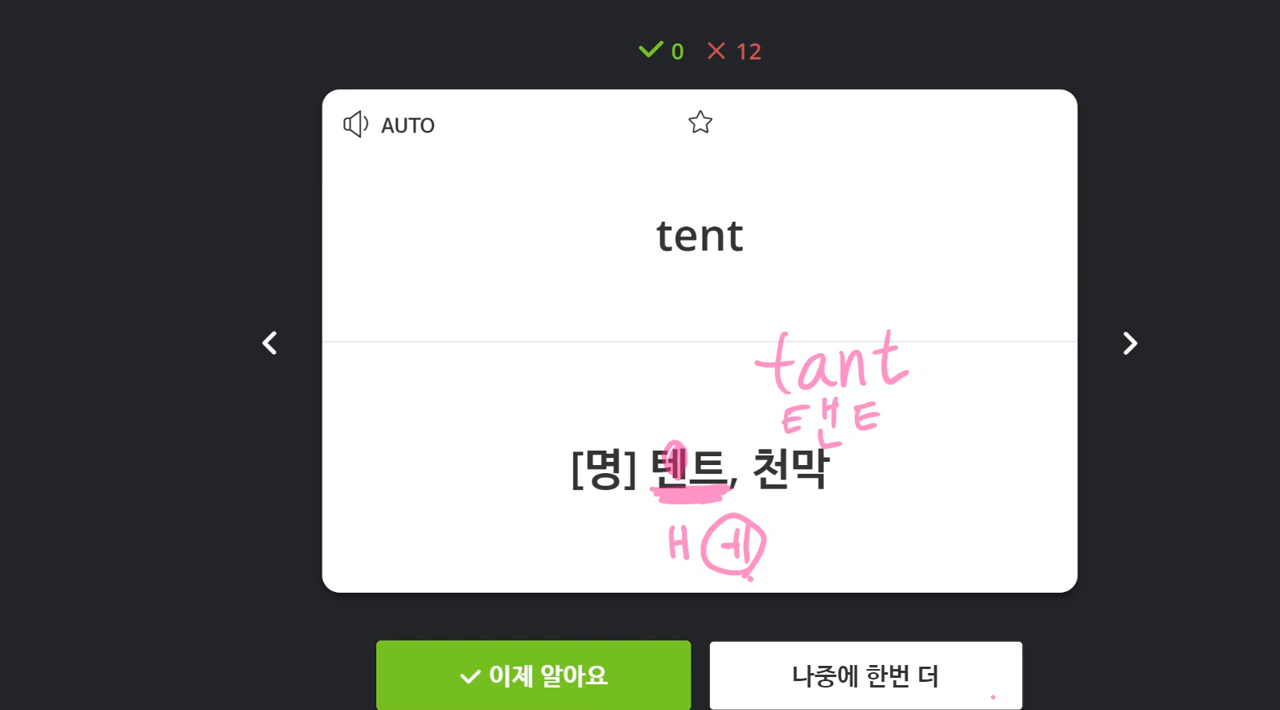 0 12
AUTO
tent
tant
탠트
[명] 텐트, 천막
ㅐ ㅔ
이제 알아요 나중에 한번 더